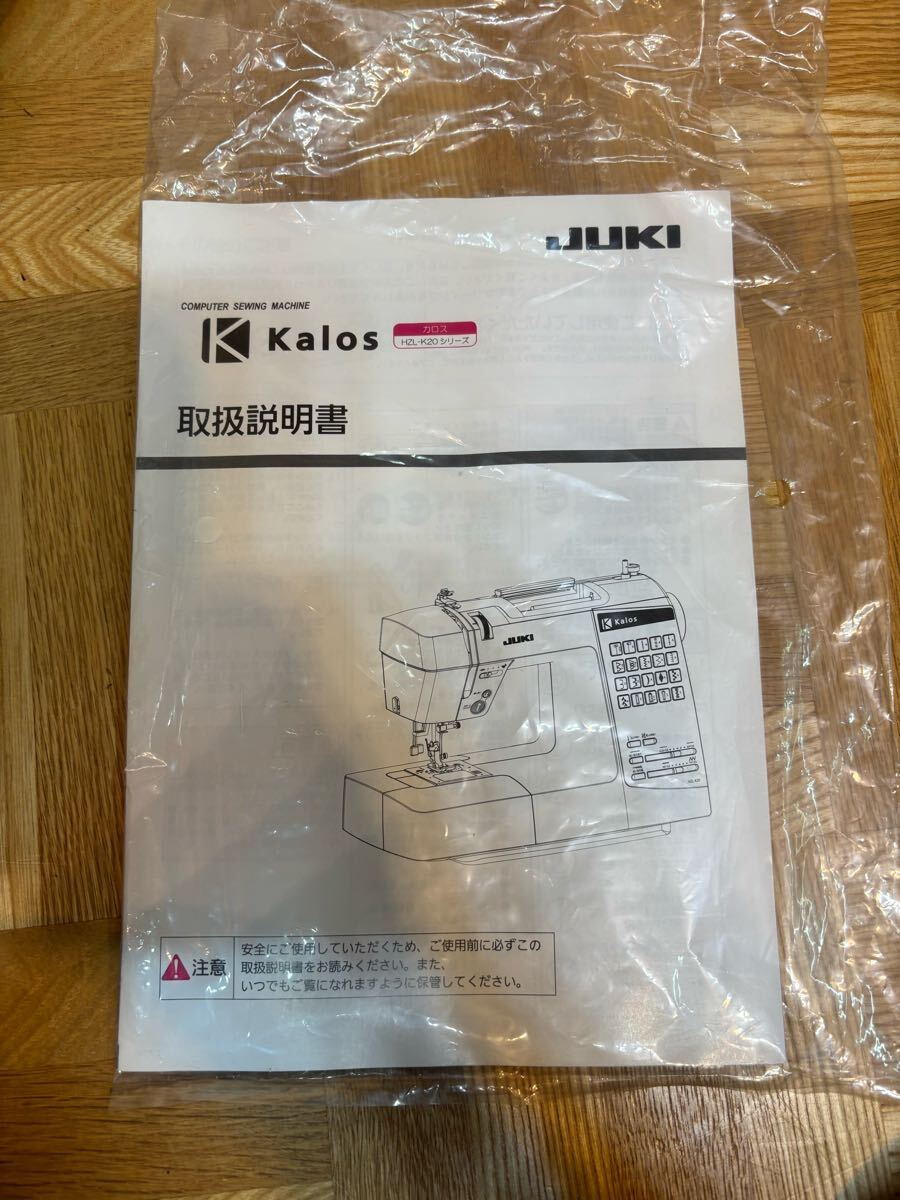 JUKI
COMPUTER SEWING MACHINE
K Kalos
カロス
HZL-K20 シリーズ
取扱説明書
JUKI
K Kalos
注意
安全にご使用していただくため、ご使用前に必ずこの
取扱説明書をお読みください。また、
いつでもご覧になれますように保管してください。